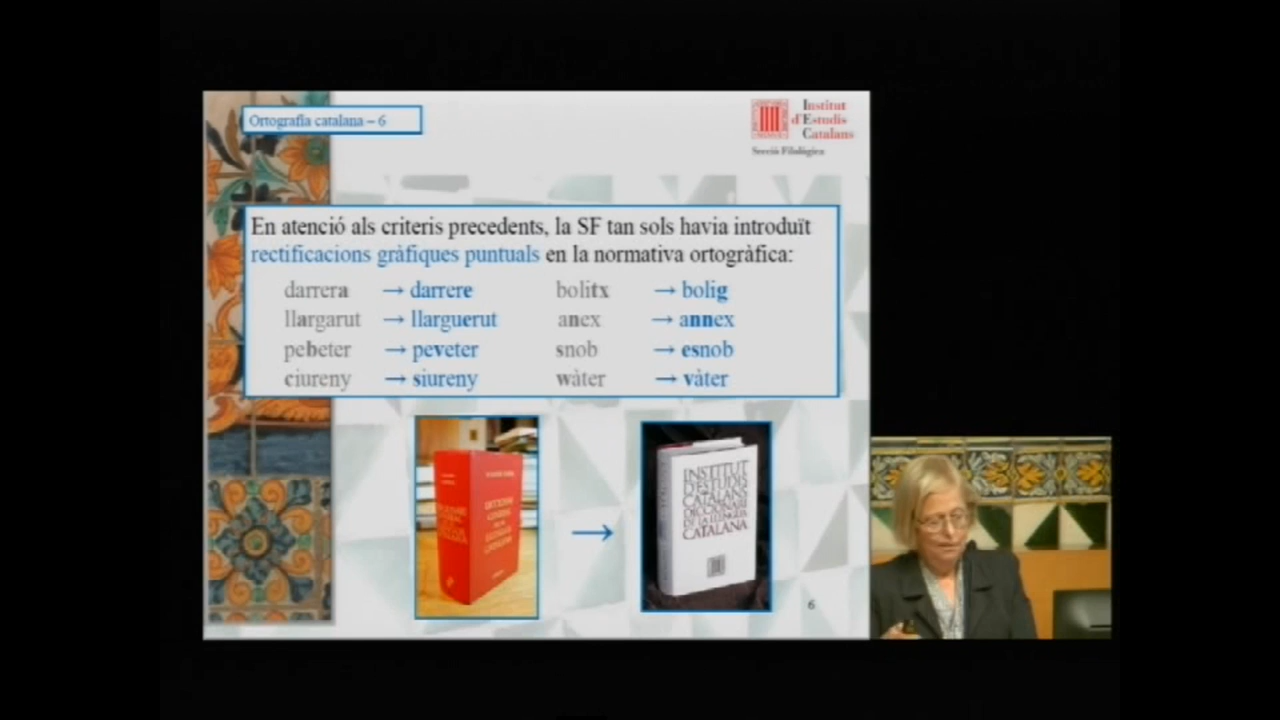 Ortografia catalana – 6
Institut
d'Estudis
Catalans
Secció Filològica
En atenció als criteris precedents, la SF tan sols havia introduït
rectificacions gràfiques puntuals en la normativa ortogràfica:
darrera → darrere bolitx → bolig
llargarut → llarguerut anex → annex
pebeter → peveter snob → esnob
ciureny → siureny wàter → vàter
INSTITUT
D'ESTUDIS
CATALANS
DICCIONARI
DE LA LLENGUA
CATALANA
→
6